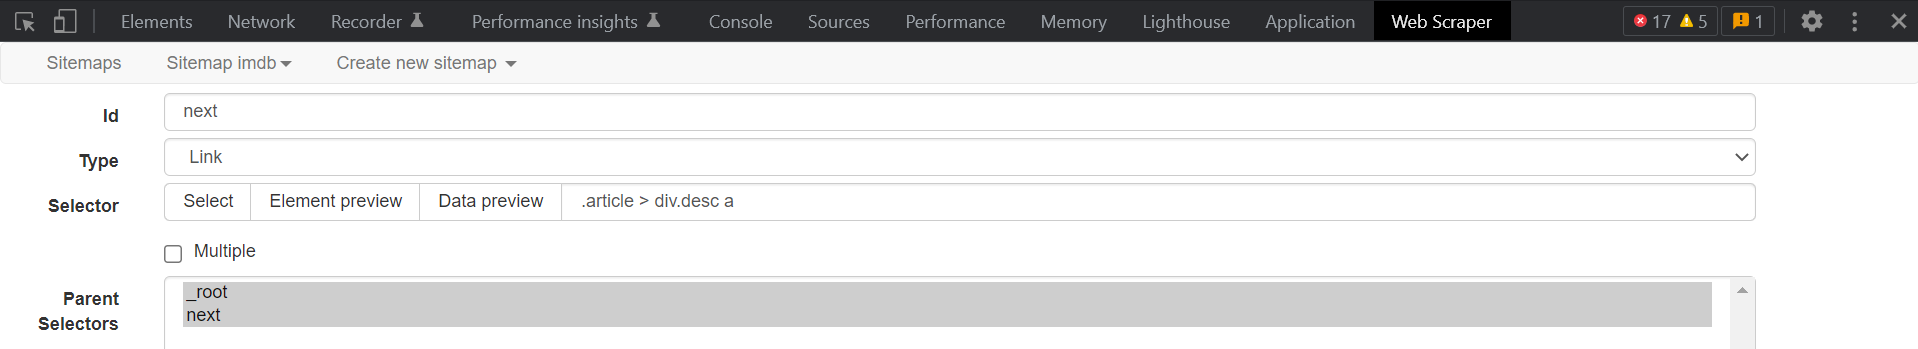 Elements Network Recorder Performance insights Console Sources Performance Memory Lighthouse Application Web Scraper 17 5 1
Sitemaps Sitemap imdb Create new sitemap
Id next
Type Link
Selector Select Element preview Data preview .article > div.desc a
Multiple
Parent Selectors
_root
next